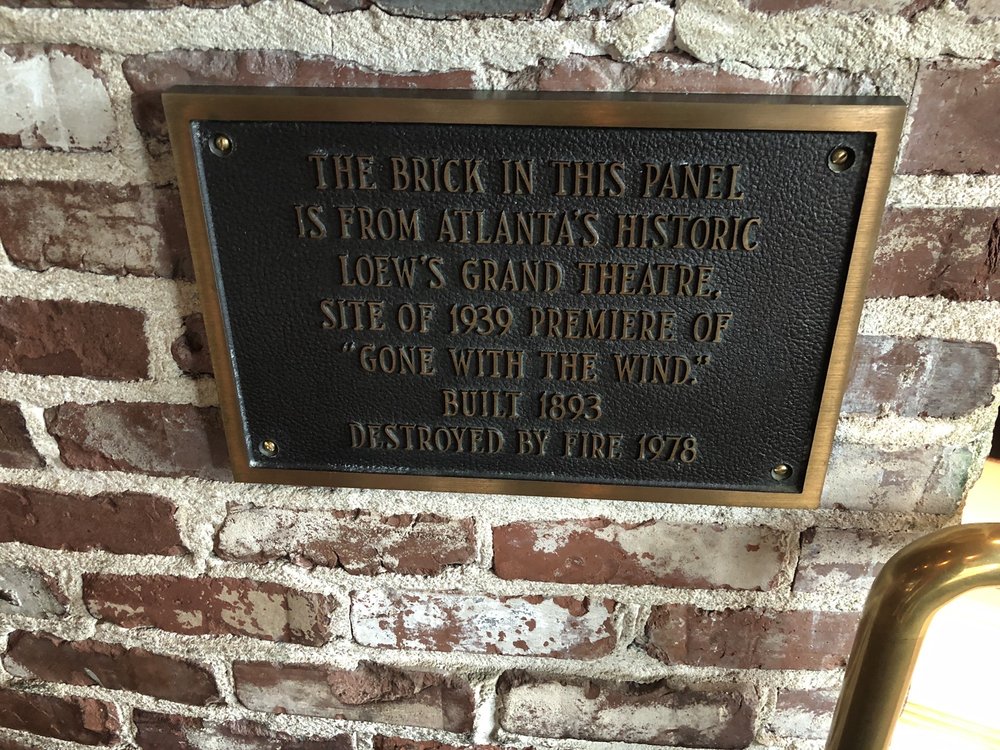 THE BRICK IN THIS PANEL
IS FROM ATLANTA'S HISTORIC
LOEW'S GRAND THEATRE,
SITE OF 1939 PREMIERE OF
"GONE WITH THE WIND."
BUILT 1893
DESTROYED BY FIRE 1978